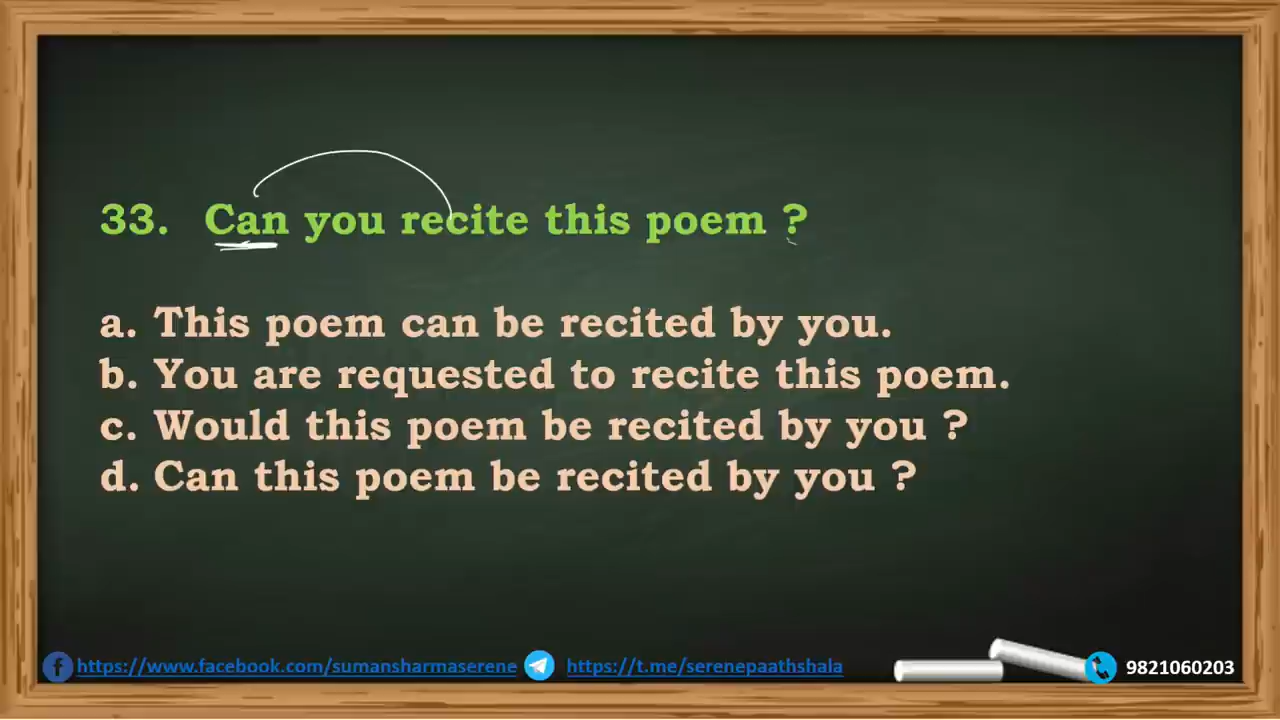 33. Can you recite this poem ?
a. This poem can be recited by you.
b. You are requested to recite this poem.
c. Would this poem be recited by you ?
d. Can this poem be recited by you ?
https://www.facebook.com/sumansharmaserene https://t.me/serenepaathshala 9821060203